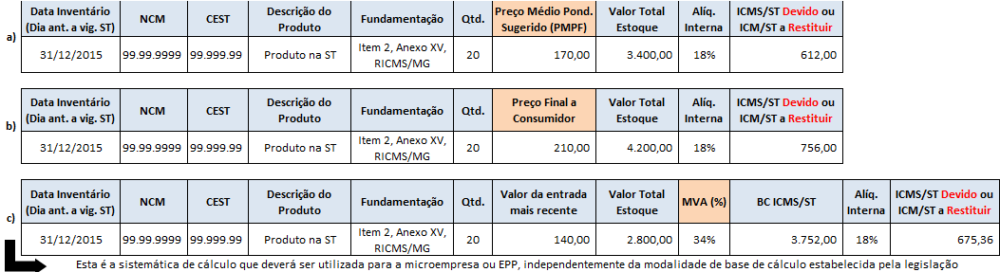 a)
Data Inventário (Dia ant. a vig. ST) NCM CEST Descrição do Produto Fundamentação Qtd. Preço Médio Pond. Sugerido (PMPF) Valor Total Estoque Alíq. Interna ICMS/ST Devido ou ICM/ST a Restituir
31/12/2015 99.99.9999 99.999.99 Produto na ST Item 2, Anexo XV, RICMS/MG 20 170,00 3.400,00 18% 612,00
b)
Data Inventário (Dia ant. a vig. ST) NCM CEST Descrição do Produto Fundamentação Qtd. Preço Final a Consumidor Valor Total Estoque Alíq. Interna ICMS/ST Devido ou ICM/ST a Restituir
31/12/2015 99.99.9999 99.999.99 Produto na ST Item 2, Anexo XV, RICMS/MG 20 210,00 4.200,00 18% 756,00
c)
Data Inventário (Dia ant. a vig. ST) NCM CEST Descrição do Produto Fundamentação Qtd. Valor da entrada mais recente Valor Total Estoque MVA (%) BC ICMS/ST Alíq. Interna ICMS/ST Devido ou ICM/ST a Restituir
31/12/2015 99.99.9999 99.999.99 Produto na ST Item 2, Anexo XV, RICMS/MG 20 140,00 2.800,00 34% 3.752,00 18% 675,36
Esta é a sistemática de cálculo que deverá ser utilizada para a microempresa ou EPP, independentemente da modalidade de base de cálculo estabelecida pela legislação